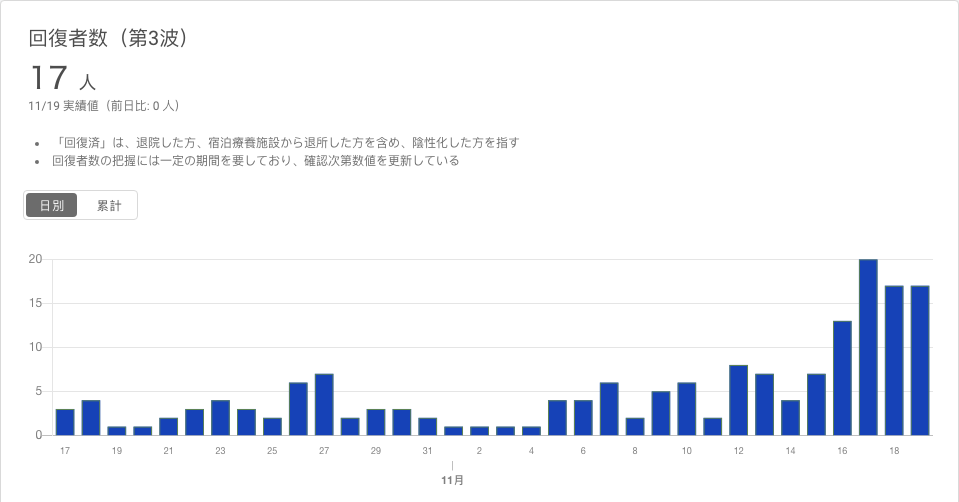 回復者数（第3波）
17 人
11/19 実績値（前日比: 0 人）
• 「回復済」は、退院した方、宿泊療養施設から退所した方を含め、陰性化した方を指す
• 回復者数の把握には一定の期間を要しており、確認次第数値を更新している
日別 累計
20
15
10
5
0
17 19 21 23 25 27 29 31 2 4 6 8 10 12 14 16 18
11月